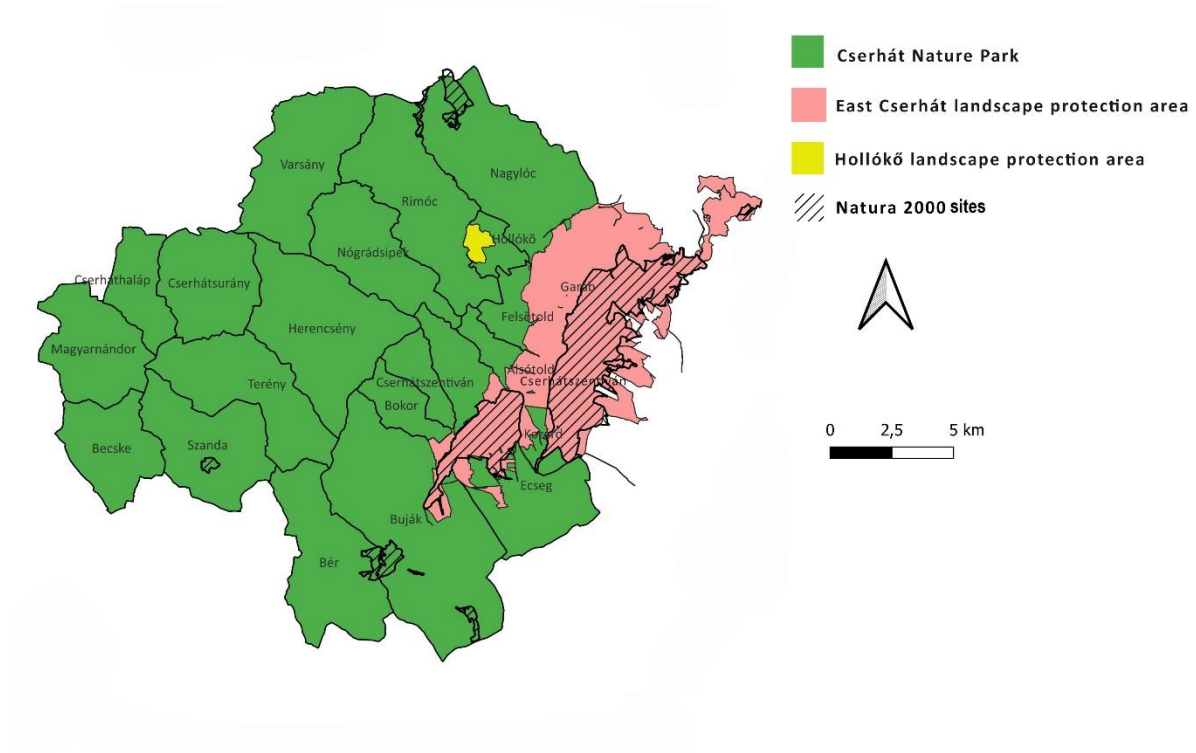 Cserhát Nature Park
East Cserhát landscape protection area
Hollókő landscape protection area
Natura 2000 sites
Varsány
Nagylóc
Rimóc
Hollókő
Nógrádsipek
Cserháthaláp
Cserhátsurány
Garáb
Herencsény
Felsőtold
Magyarnándor
Alsótold
Terény
Cserhátszentiván
Cserhátszentiván
Bokor
0 2,5 5 km
Becske
Szanda
Kozárd
Ecseg
Buják
Bér